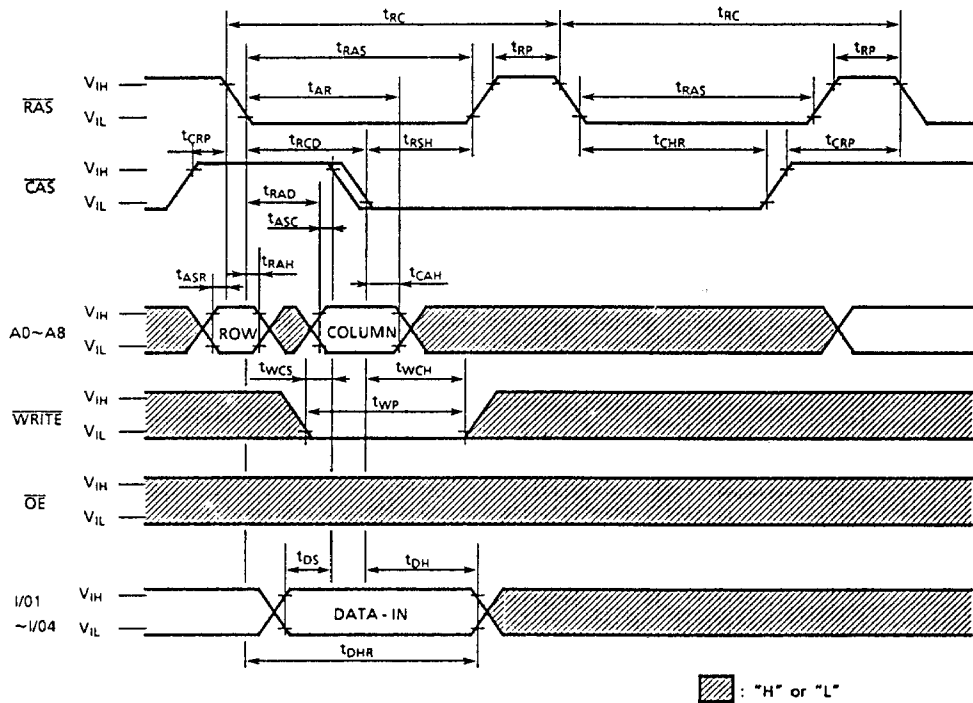 tRC tRC
tRAS tRP tRP
RAS VIH tAR tRAS
VIL
tCRP tRCD tRSH tCHR tCRP
CAS VIH
VIL tRAD
tASC
tASR tRAH tCAH
A0~A8 VIH ROW COLUMN
VIL
tWCS tWCH
WRITE VIH tWP
VIL
OE VIH
VIL
tDS tDH
I/01 VIH DATA-IN
~I/04 VIL
tDHR
: "H" or "L"